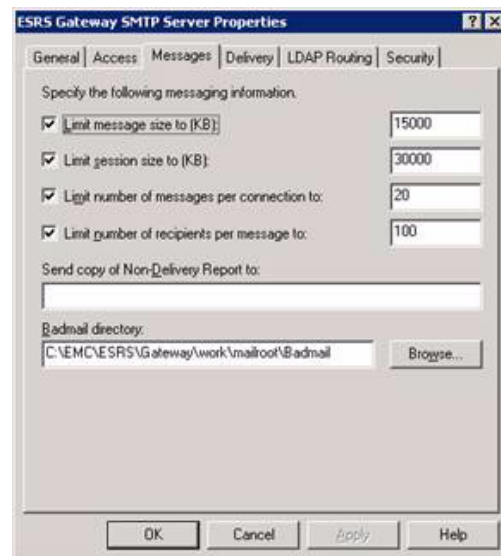 ESRS Gateway SMTP Server Properties
General Access Messages Delivery LDAP Routing Security
Specify the following messaging information.
Limit message size to (KB): 15000
Limit session size to (KB): 30000
Limit number of messages per connection to: 20
Limit number of recipients per message to: 100
Send copy of Non-Delivery Report to:
Badmail directory:
C:\EMC\ESRS\Gateway\work\mailroot\Badmail Browse...
OK Cancel Apply Help